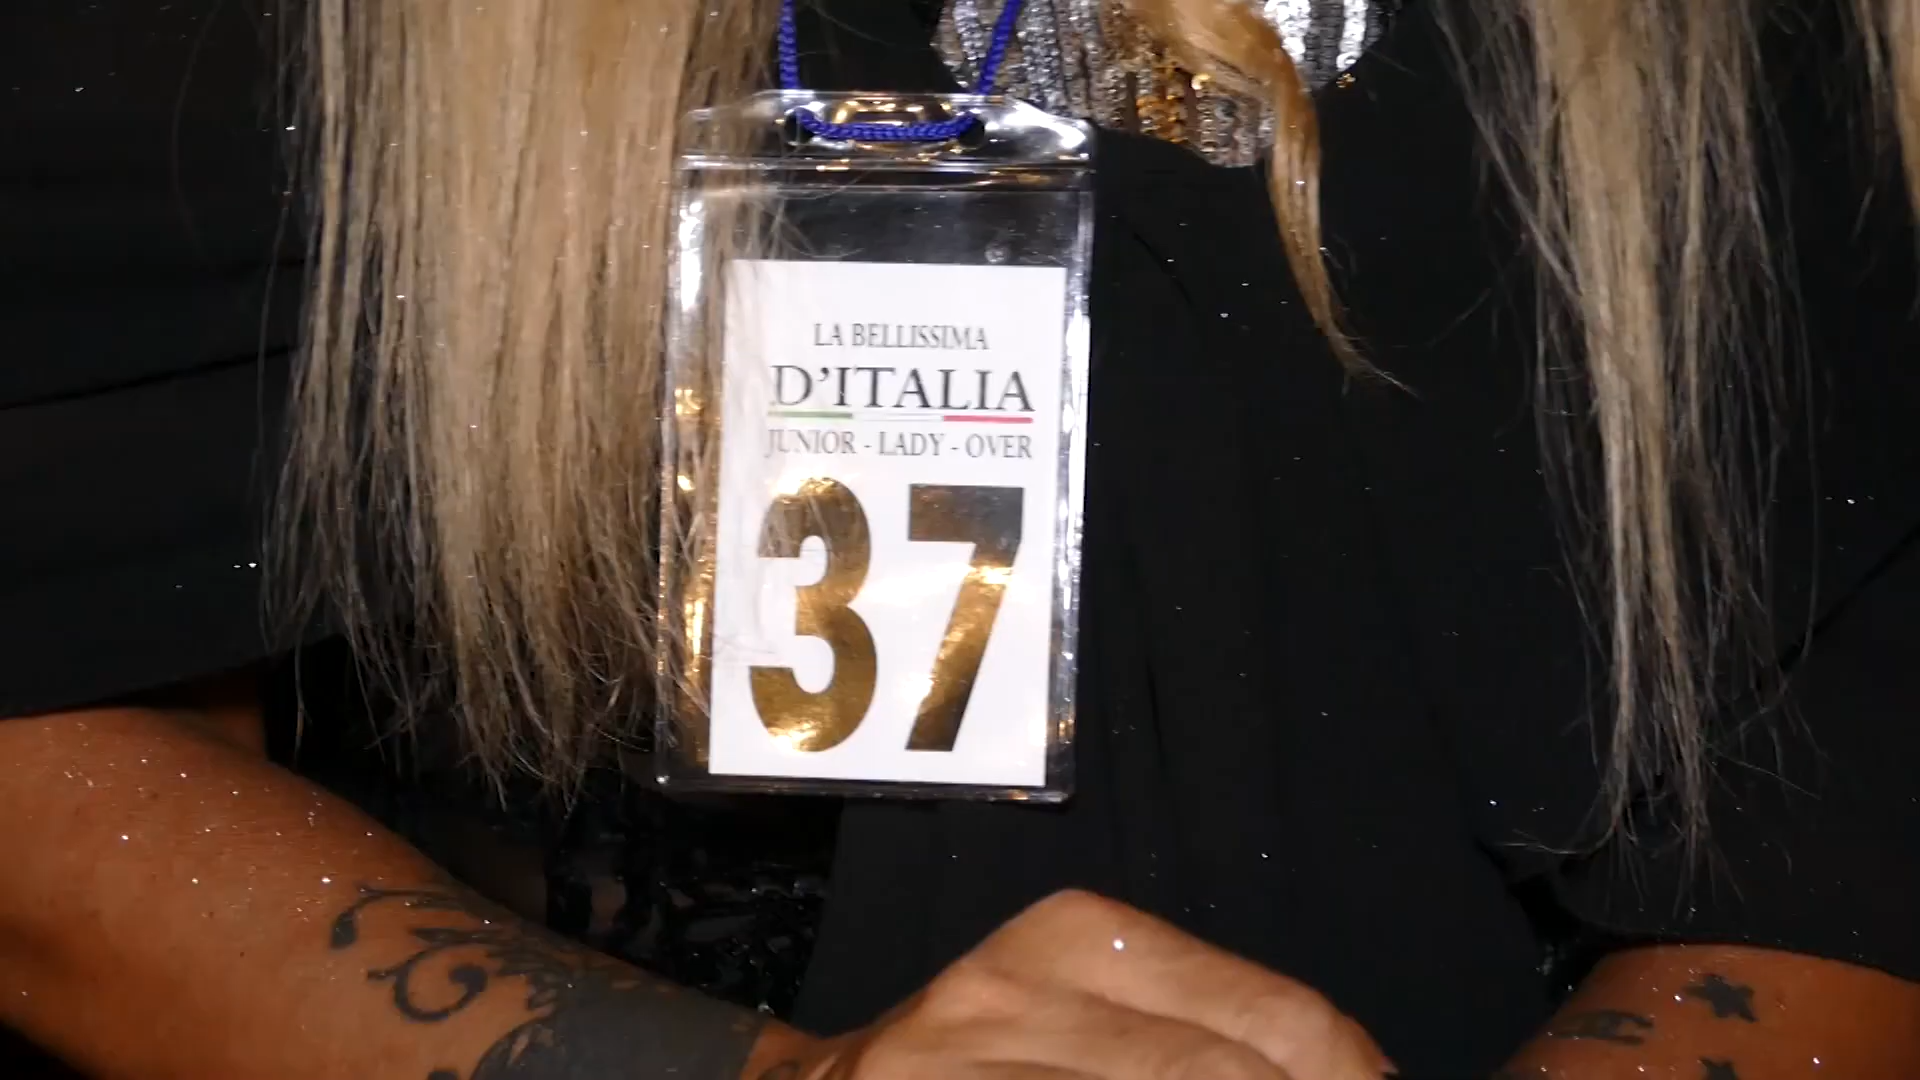 LA BELLISSIMA
D'ITALIA
JUNIOR - LADY - OVER
37